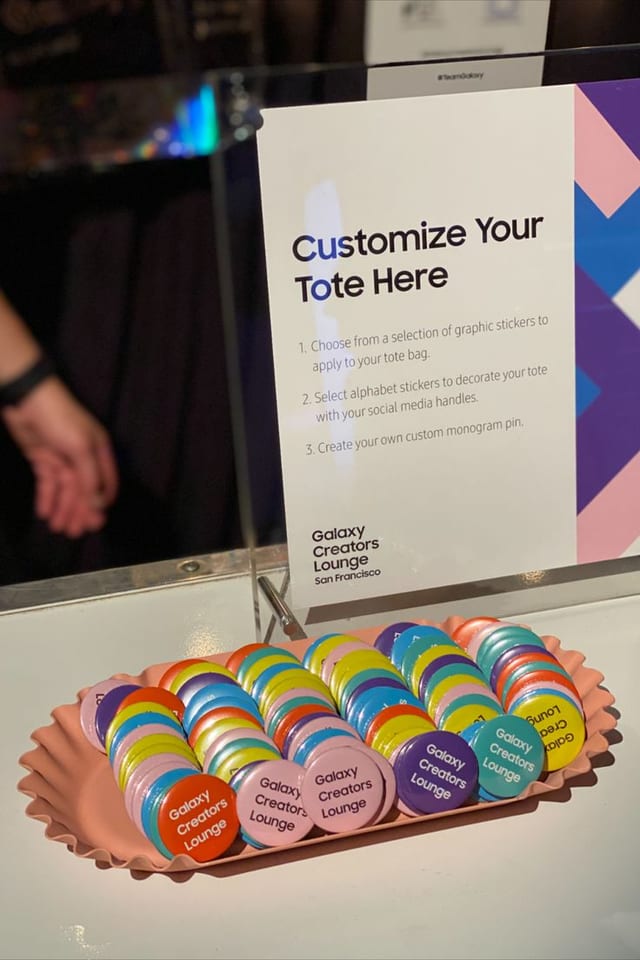 #TeamGalaxy
Customize Your
Tote Here
1. Choose from a selection of graphic stickers to
apply to your tote bag.
2. Select alphabet stickers to decorate your tote
with your social media handles.
3. Create your own custom monogram pin.
Galaxy
Creators
Lounge
San Francisco
Galaxy
Creators
Lounge
Galaxy
Creators
Lounge
Galaxy
Creators
Lounge
Galaxy
Creators
Lounge
Galaxy
Creators
Lounge
Galaxy
Creators
Lounge